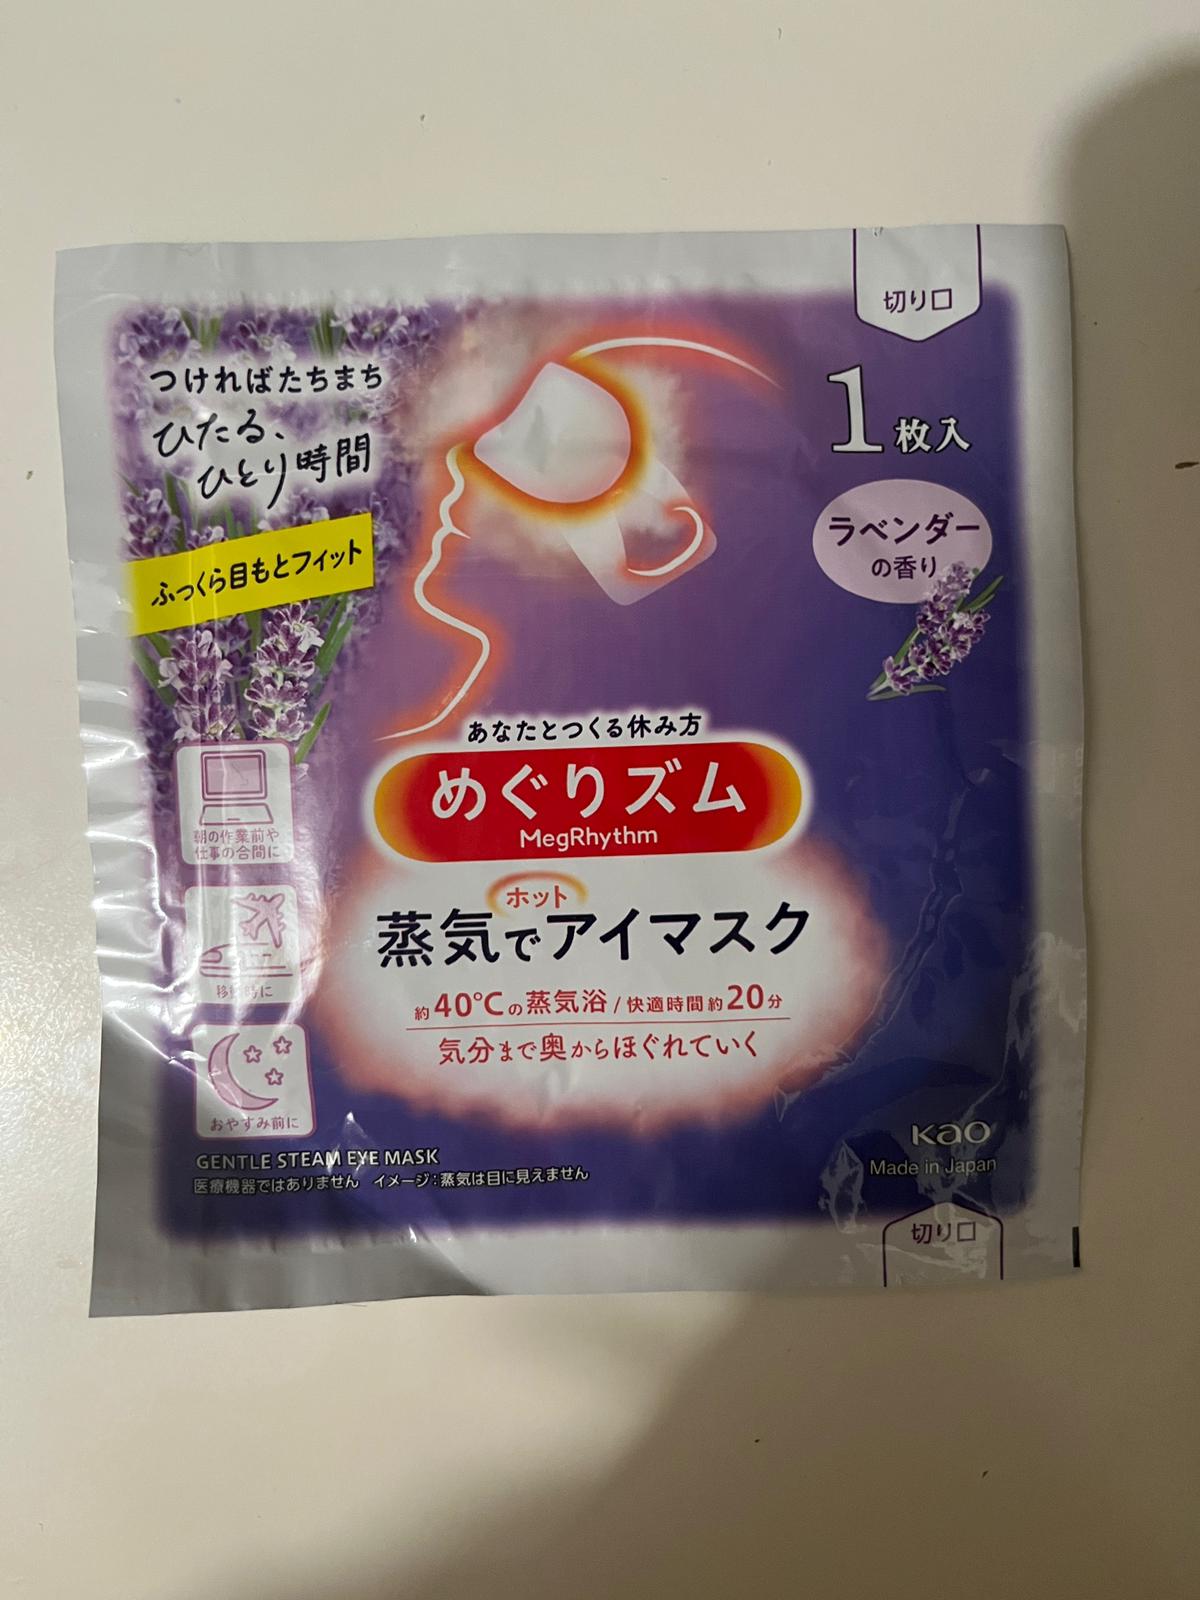 切り口
つければたちまち
ひたる、
ひとり時間
1枚入
ラベンダー
の香り
ふっくら目もとフィット
あなたとつくる休み方
めぐりズム
MegRhythm
ホット
蒸気でアイマスク
約40℃の蒸気浴/快適時間約20分
気分まで奥からほぐれていく
朝の作業前や
仕事の合間に
移動時に
おやすみ前に
GENTLE STEAM EYE MASK
医療機器ではありません イメージ:蒸気は目に見えません
Kao
Made in Japan
切り口